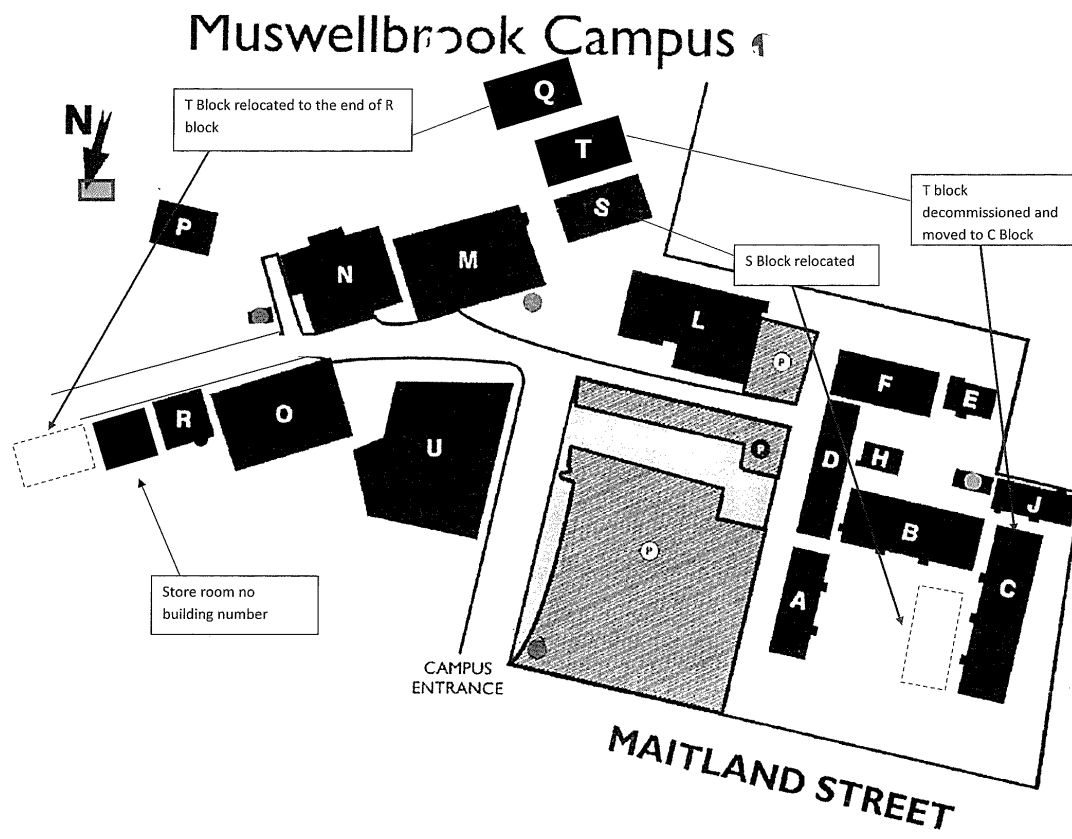 Muswellbrook Campus
T Block relocated to the end of R
block
N
Q
T
S
P
N
M
T block
decommissioned and
moved to C Block
S Block relocated
L
P
F
E
R
O
U
Q
D
H
J
B
P
A
C
Store room no
building number
CAMPUS
ENTRANCE
MAITLAND STREET